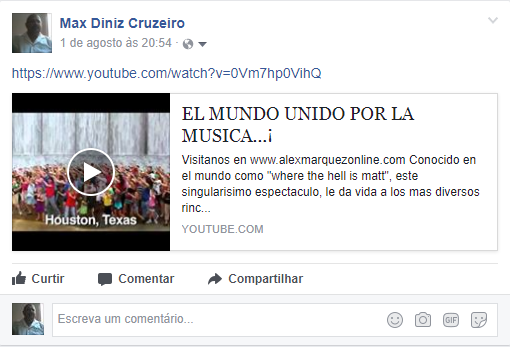 Max Diniz Cruzeiro
1 de agosto às 20:54 ·
https://www.youtube.com/watch?v=0Vm7hp0VihQ
Houston, Texas
EL MUNDO UNIDO POR LA
MUSICA...¡
Visitanos en www.alexmarquezonline.com Conocido en
el mundo como "where the hell is matt", este
singularisimo espectaculo, le da vida a los mas diversos
rinc...
YOUTUBE.COM
Curtir Comentar Compartilhar
Escreva um comentário... GIF